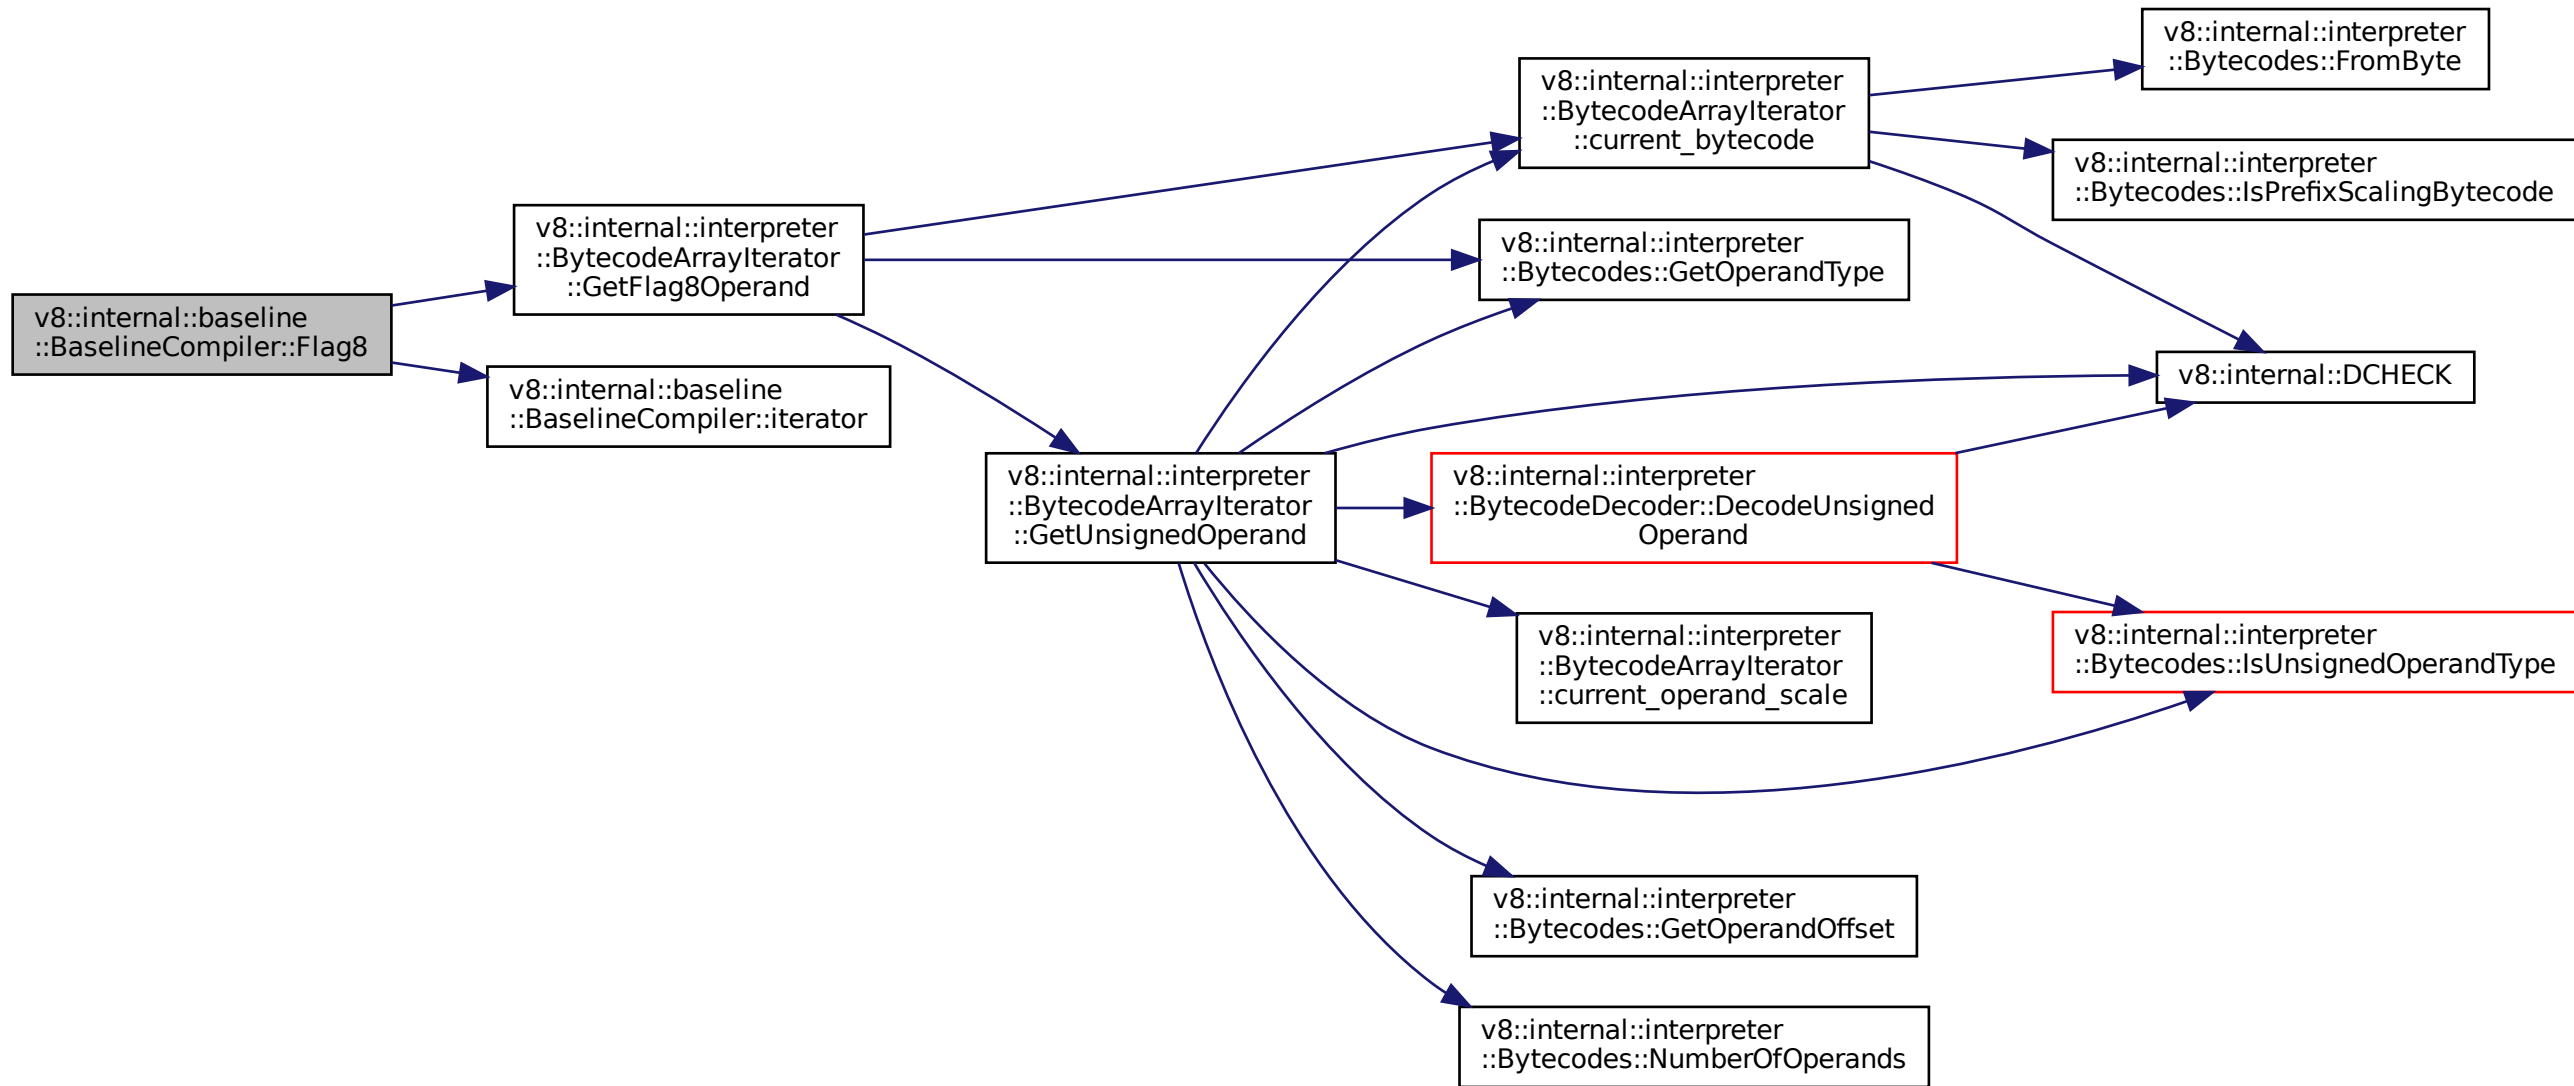 v8::internal::baseline
::BaselineCompiler::Flag8
v8::internal::interpreter
::BytecodeArrayIterator
::GetFlag8Operand
v8::internal::baseline
::BaselineCompiler::iterator
v8::internal::interpreter
::BytecodeArrayIterator
::GetUnsignedOperand
v8::internal::interpreter
::BytecodeArrayIterator
::current_bytecode
v8::internal::interpreter
::Bytecodes::GetOperandType
v8::internal::interpreter
::BytecodeDecoder::DecodeUnsigned
Operand
v8::internal::interpreter
::BytecodeArrayIterator
::current_operand_scale
v8::internal::interpreter
::Bytecodes::GetOperandOffset
v8::internal::interpreter
::Bytecodes::NumberOfOperands
v8::internal::interpreter
::Bytecodes::FromByte
v8::internal::interpreter
::Bytecodes::IsPrefixScalingBytecode
v8::internal::DCHECK
v8::internal::interpreter
::Bytecodes::IsUnsignedOperandType